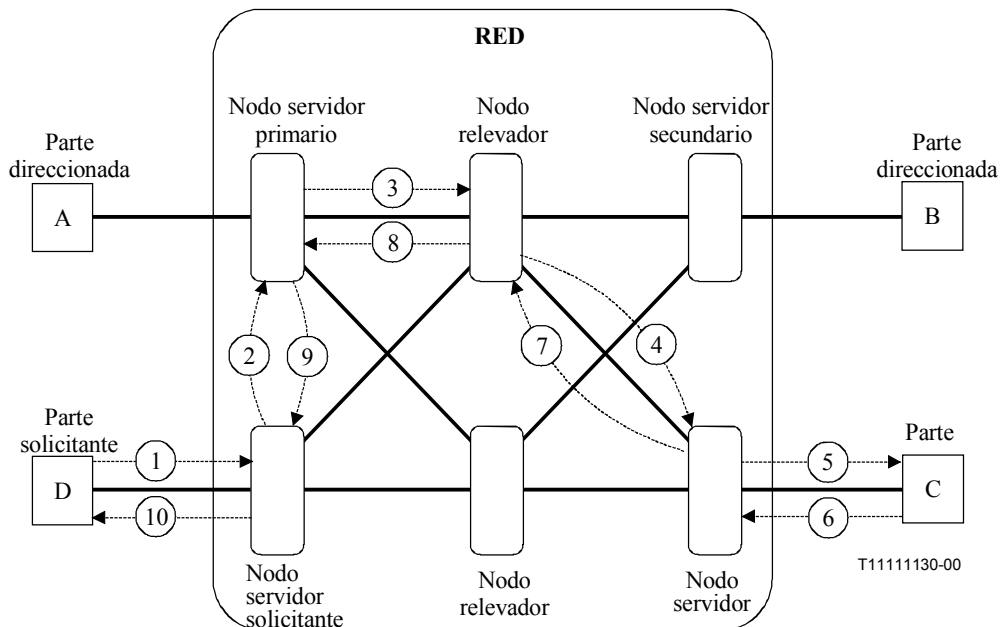 RED
Nodo servidor
primario
Nodo
relevador
Nodo servidor
secundario
Parte
direccionada
Parte
direccionada
A
B
3
8
2
9
7
4
Parte
solicitante
Parte
1
5
D
C
10
6
T11111130-00
Nodo
servidor
solicitante
Nodo
relevador
Nodo
servidor